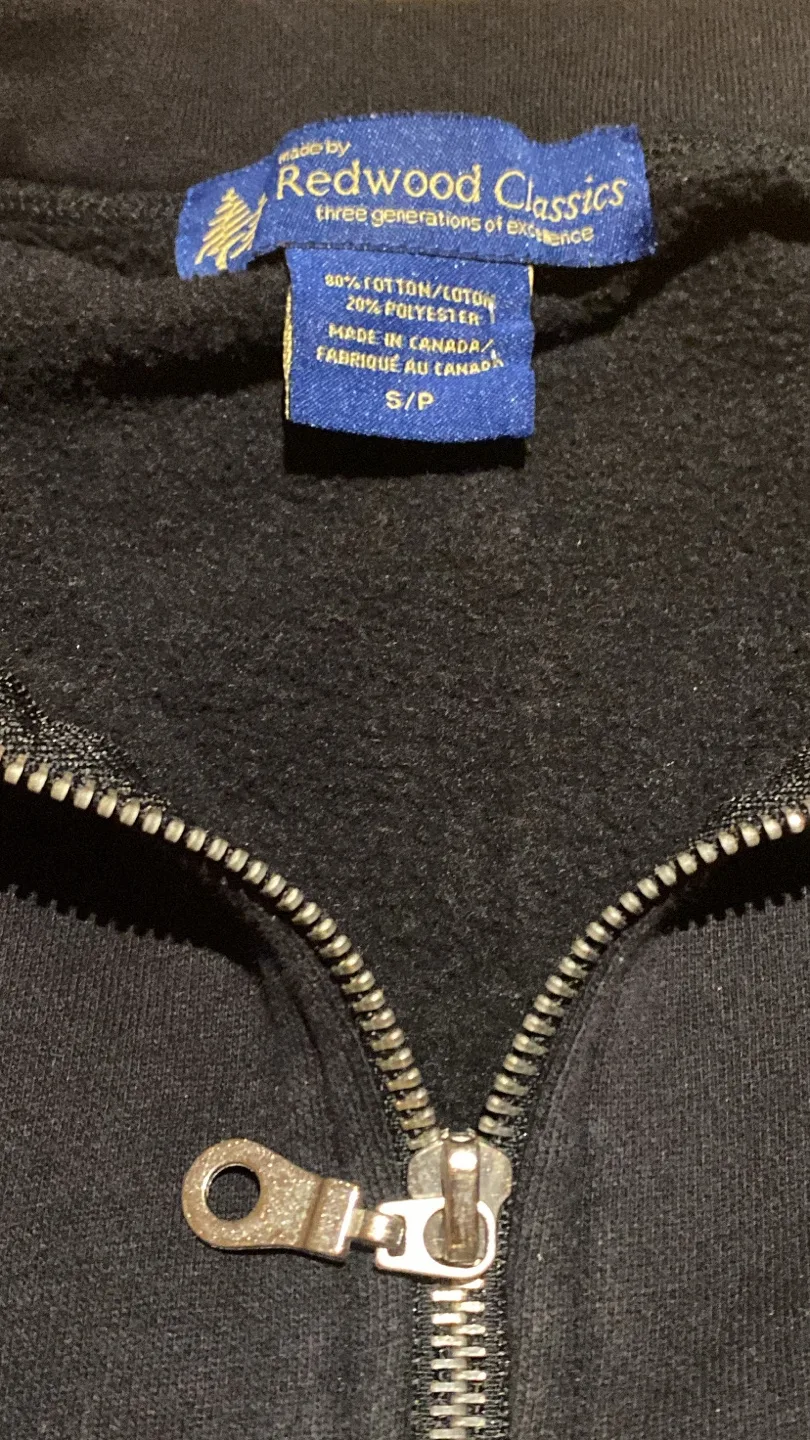 made by
Redwood Classics
three generations of excellence
80% COTTON/COTON
20% POLYESTER
MADE IN CANADA/
FABRIQUÉ AU CANADA
S/P